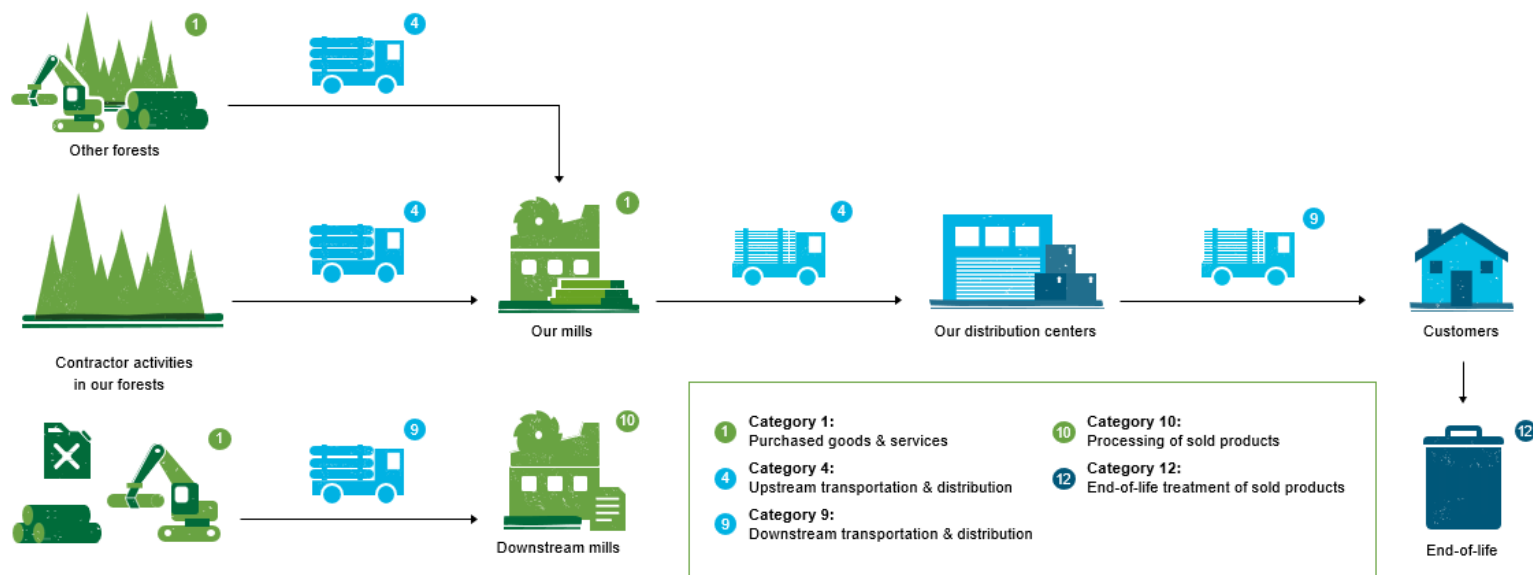 1
4
Other forests
4
1
4
9
Our mills
Our distribution centers
Customers
Contractor activities
in our forests
1
9
10
Downstream mills
1 Category 1:
Purchased goods & services
4 Category 4:
Upstream transportation & distribution
9 Category 9:
Downstream transportation & distribution
10 Category 10:
Processing of sold products
12 Category 12:
End-of-life treatment of sold products
12
End-of-life